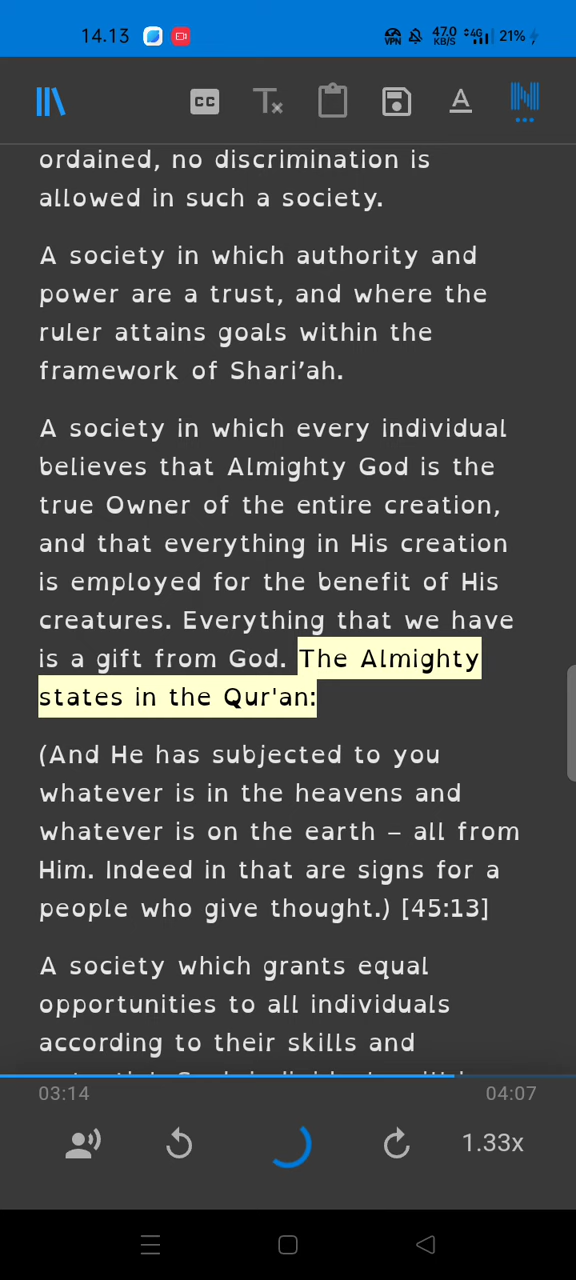 14.13
VPN
47.0
KB/S
4G
21%
CC
ordained, no discrimination is
allowed in such a society.
A society in which authority and
power are a trust, and where the
ruler attains goals within the
framework of Shari’ah.
A society in which every individual
believes that Almighty God is the
true Owner of the entire creation,
and that everything in His creation
is employed for the benefit of His
creatures. Everything that we have
is a gift from God. The Almighty
states in the Qur'an:
(And He has subjected to you
whatever is in the heavens and
whatever is on the earth – all from
Him. Indeed in that are signs for a
people who give thought.) [45:13]
A society which grants equal
opportunities to all individuals
according to their skills and
03:14
04:07
1.33x